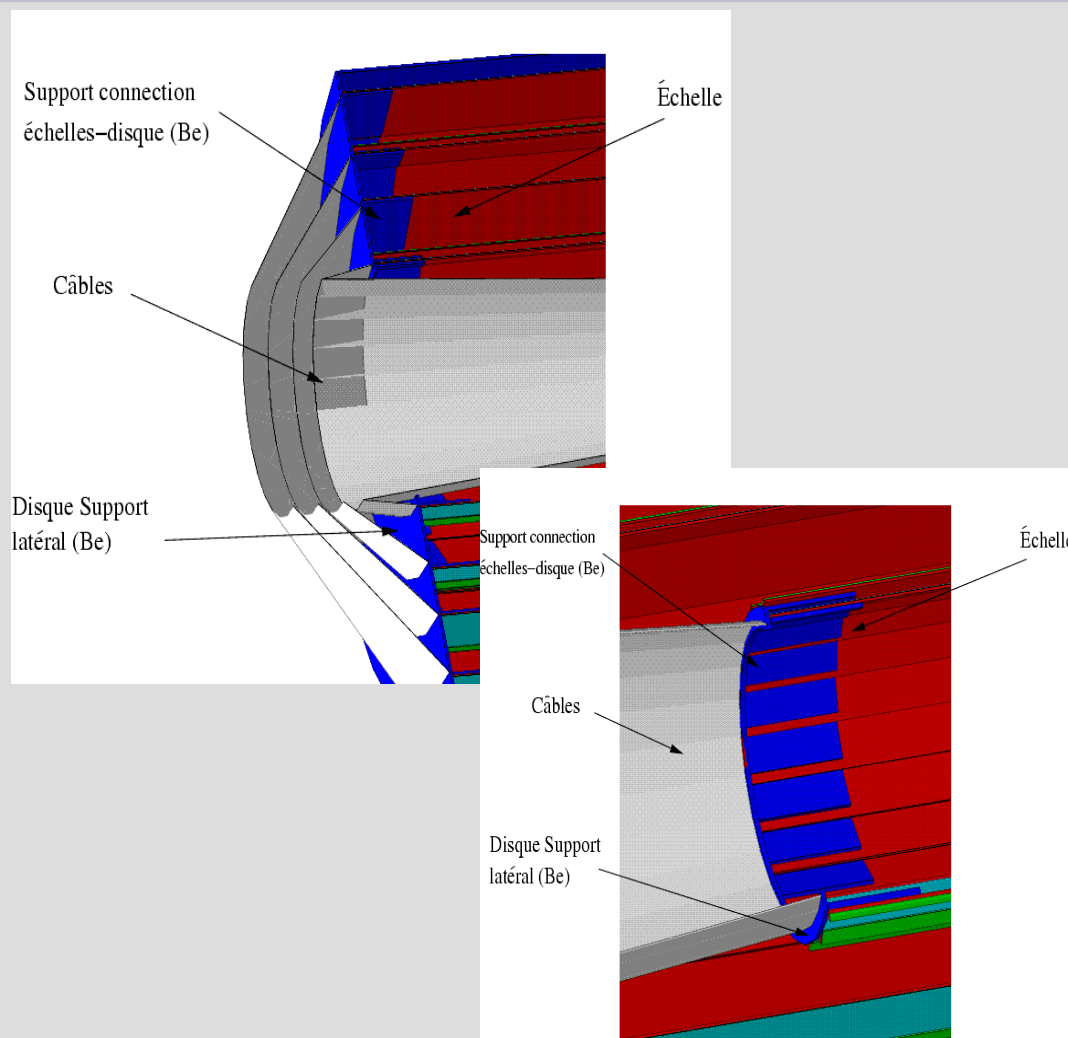 Support connection
échelles-disque (Be)
Échelle
Câbles
Disque Support
latéral (Be)
Support connection
échelles-disque (Be)
Échelle
Câbles
Disque Support
latéral (Be)